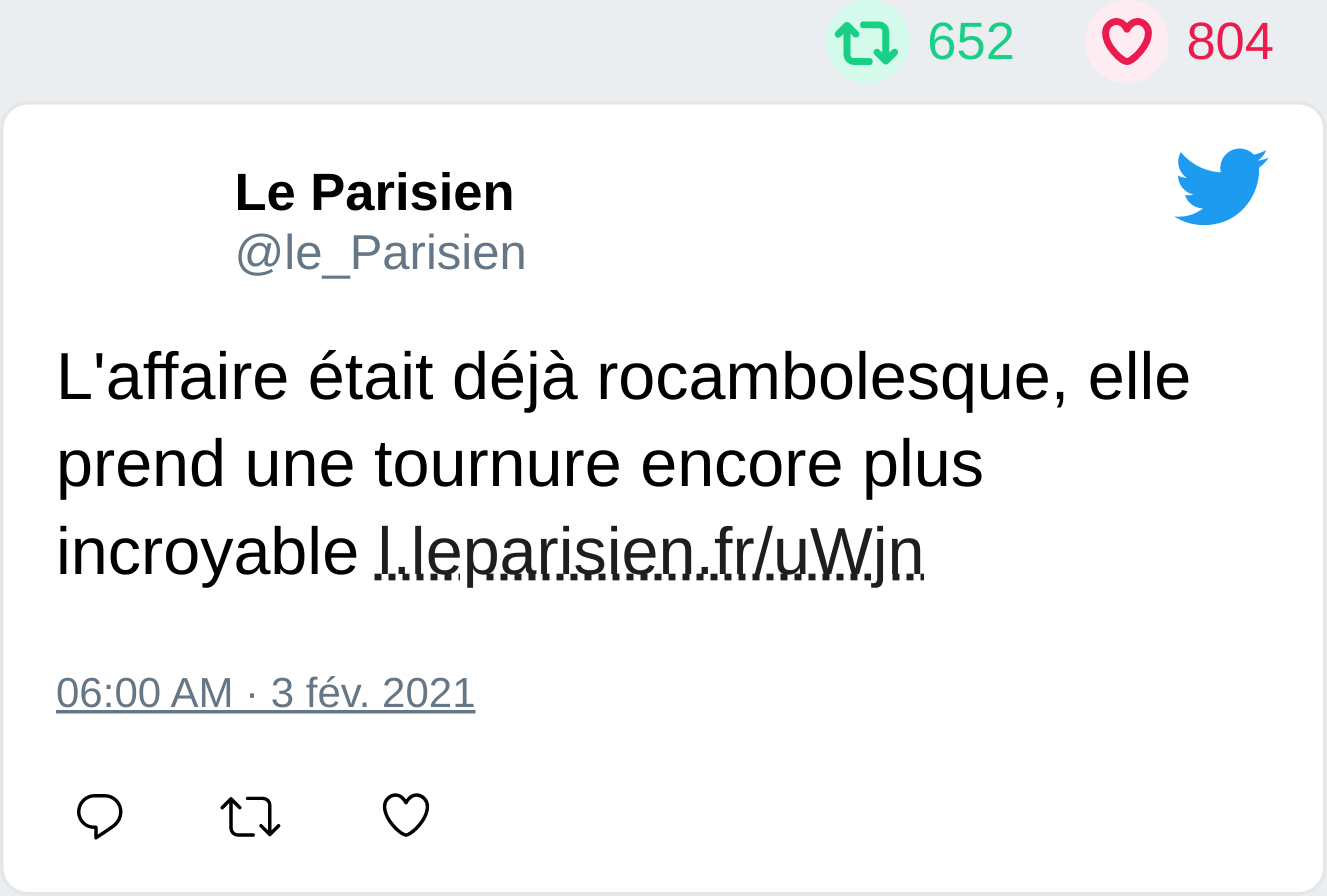 652 804
Le Parisien
@le_Parisien
L'affaire était déjà rocambolesque, elle
prend une tournure encore plus
incroyable l.leparisien.fr/uWjn
06:00 AM · 3 fév. 2021